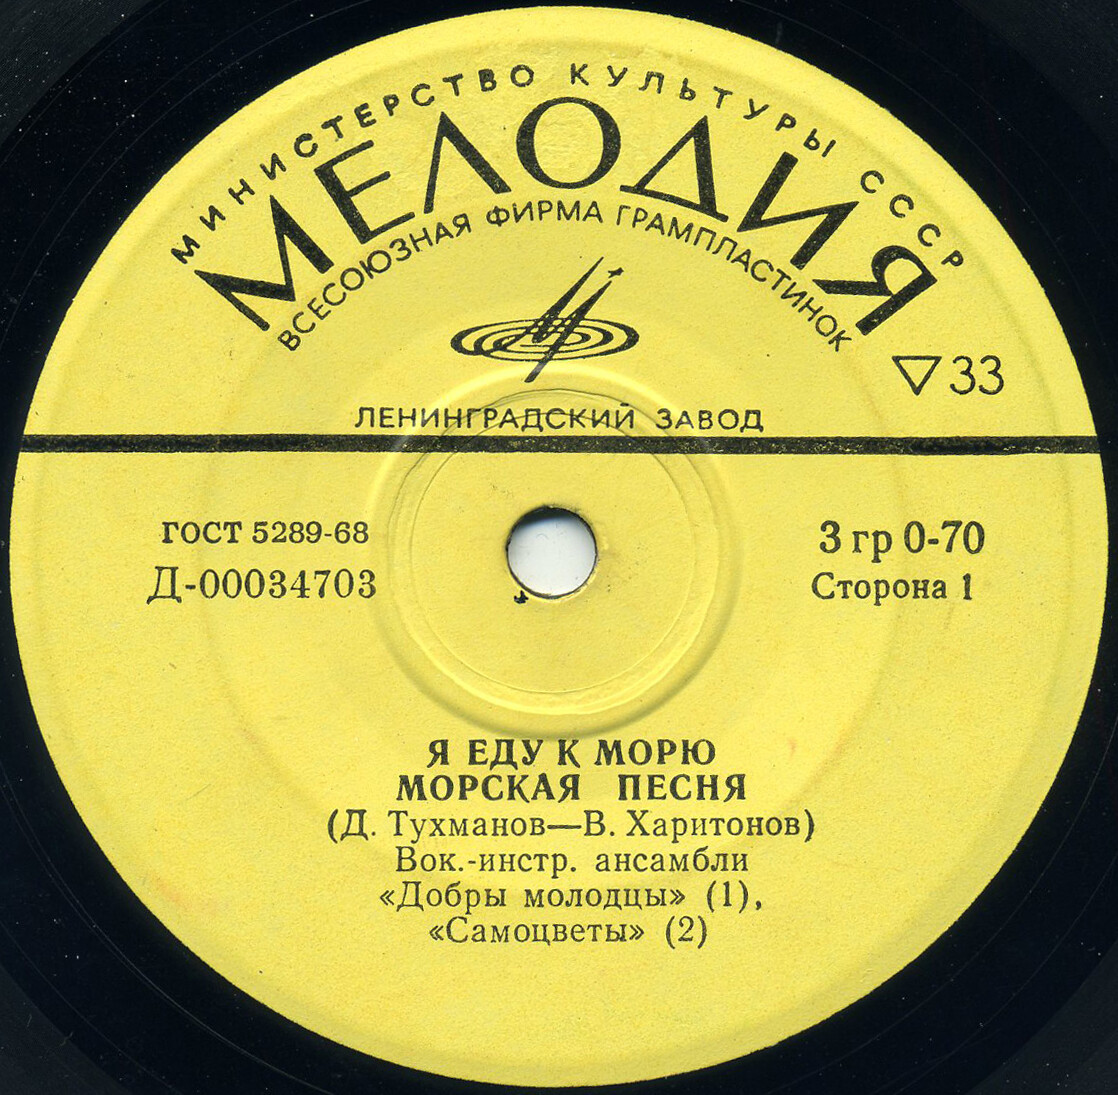 МИНИСТЕРСТВО КУЛЬТУРЫ СССР
МЕЛОДИЯ
ВСЕСОЮЗНАЯ ФИРМА ГРАМПЛАСТИНОК
▽33
ЛЕНИНГРАДСКИЙ ЗАВОД
ГОСТ 5289-68
3 гр 0-70
Д-00034703
Сторона 1
Я ЕДУ К МОРЮ
МОРСКАЯ ПЕСНЯ
(Д. Тухманов—В. Харитонов)
Вок.-инстр. ансамбли
«Добры молодцы» (1),
«Самоцветы» (2)